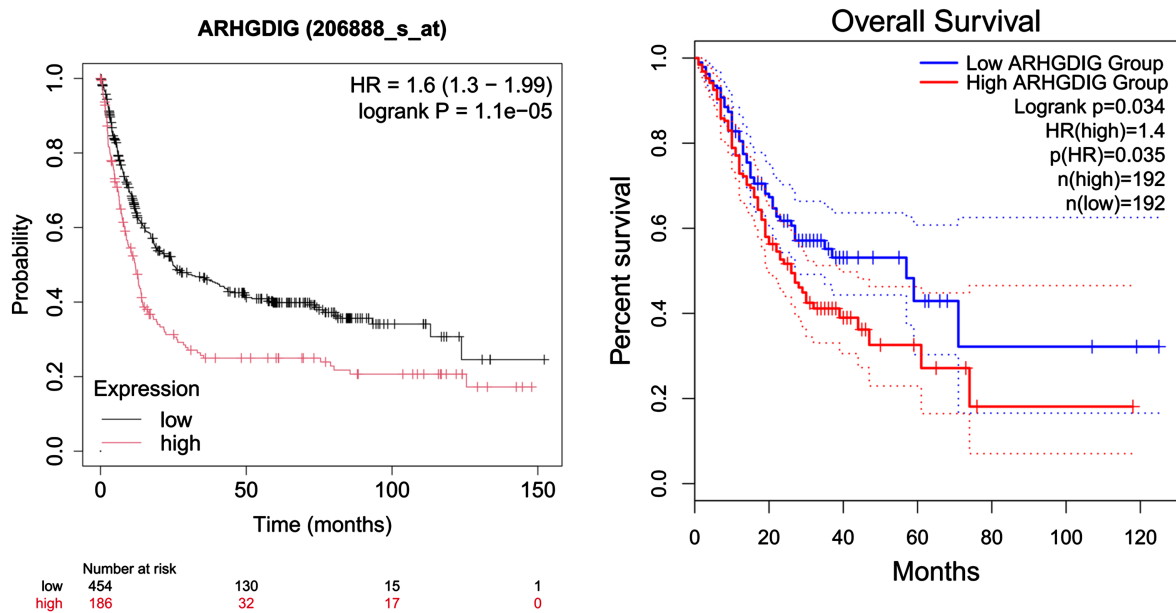 ARHGDIG (206888_s_at)
HR = 1.6 (1.3 − 1.99)
logrank P = 1.1e−05
1.0
0.8
0.6
0.4
0.2
0.0
Probability
Expression
low
high
0 50 100 150
Time (months)
Number at risk
low 454 130 15 1
high 186 32 17 0
Overall Survival
Low ARHGDIG Group
High ARHGDIG Group
Logrank p=0.034
HR(high)=1.4
p(HR)=0.035
n(high)=192
n(low)=192
1.0
0.8
0.6
0.4
0.2
0.0
Percent survival
0 20 40 60 80 100 120
Months